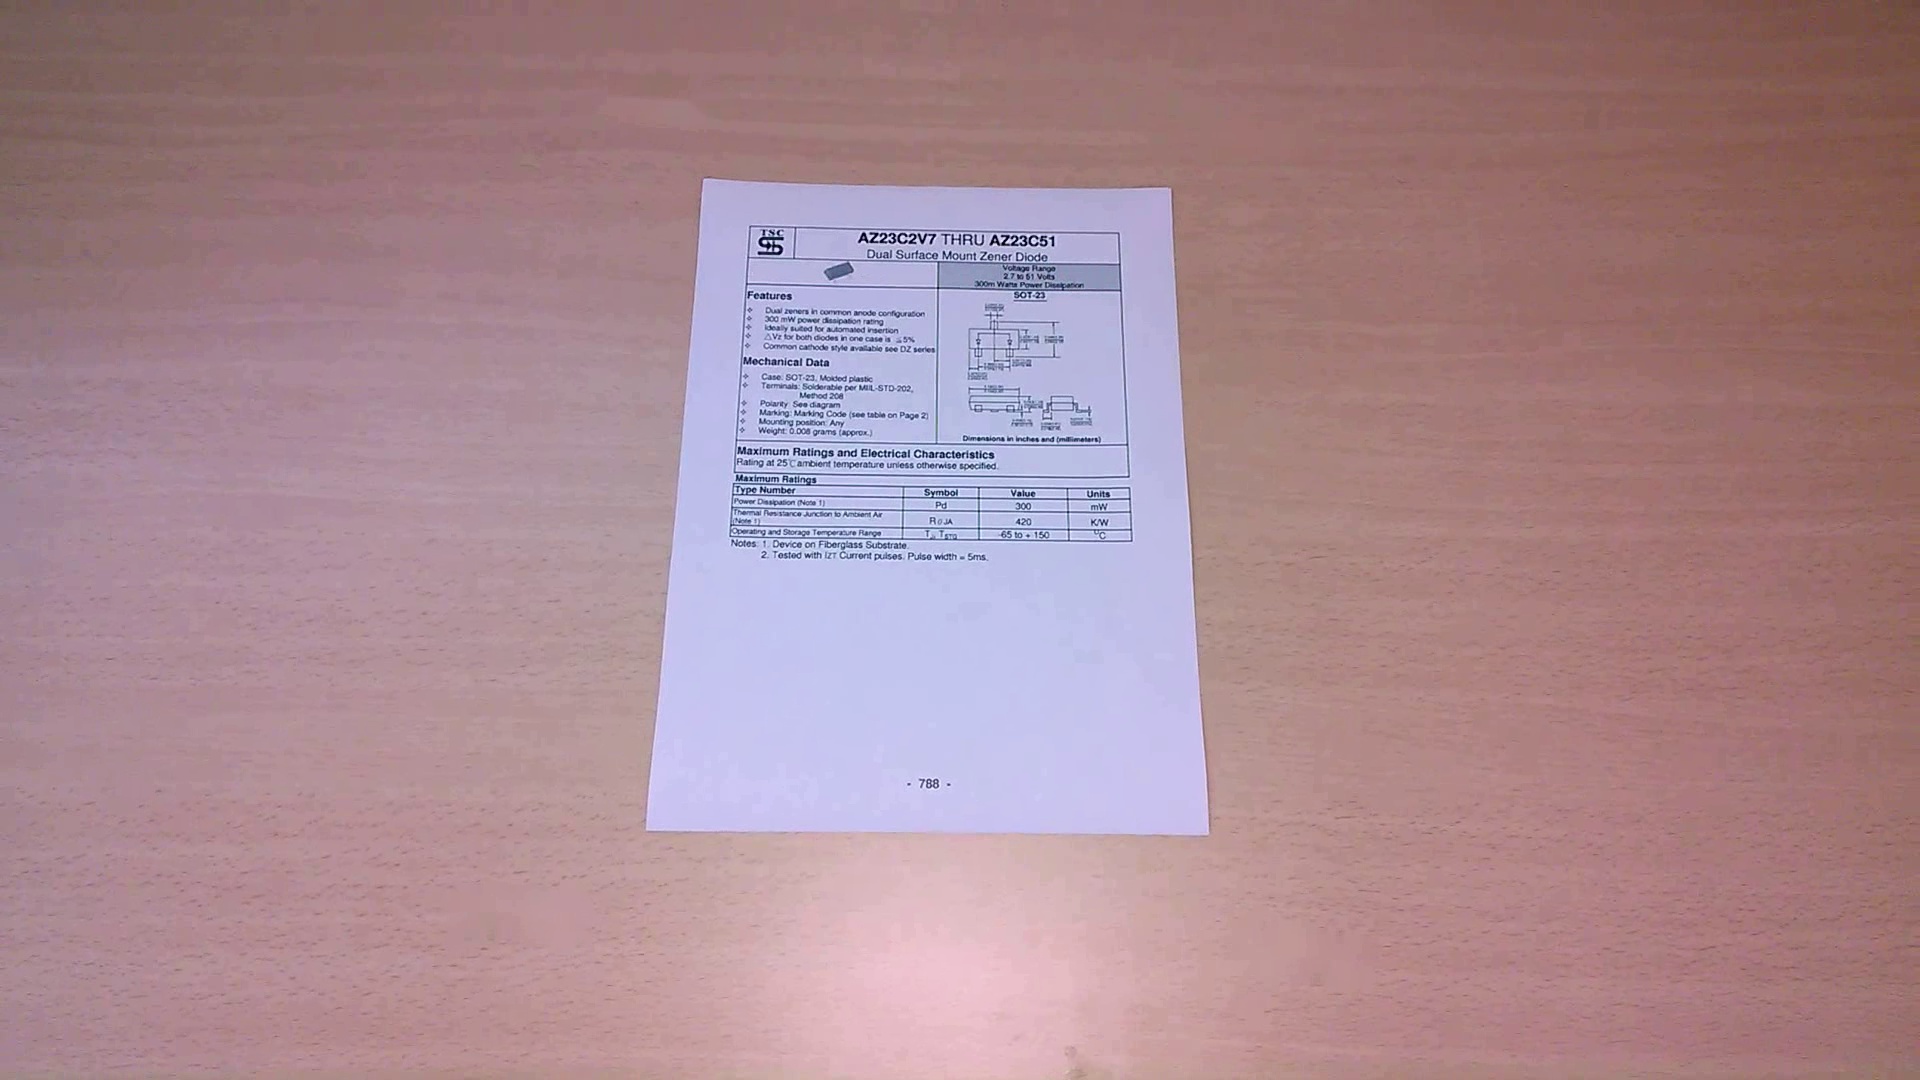 TSC
AZ23C2V7 THRU AZ23C51
Dual Surface Mount Zener Diode
Voltage Range
2.7 to 51 Volts
300m Watts Power Dissipation
SOT-23
Features
Dual zeners in common anode configuration
300 mW power dissipation rating
Ideally suited for automated insertion
△Vz for both diodes in one case is ≦5%
Common cathode style available see DZ series
Mechanical Data
Case: SOT-23, Molded plastic
Terminals: Solderable per MIIL-STD-202,
Method 208
Polarity: See diagram
Marking: Marking Code (see table on Page 2)
Mounting position: Any
Weight: 0.008 grams (approx.)
Dimensions in inches and (millimeters)
Maximum Ratings and Electrical Characteristics
Rating at 25℃ ambient temperature unless otherwise specified.
Maximum Ratings
Type Number Symbol Value Units
Power Dissipation (Note 1) Pd 300 mW
Thermal Resistance Junction to Ambient Air
(Note 1) RθJA 420 K/W
Operating and Storage Temperature Range TJ, TSTG -65 to + 150 °C
Notes: 1. Device on Fiberglass Substrate.
2. Tested with IZT Current pulses. Pulse width = 5ms.
- 788 -